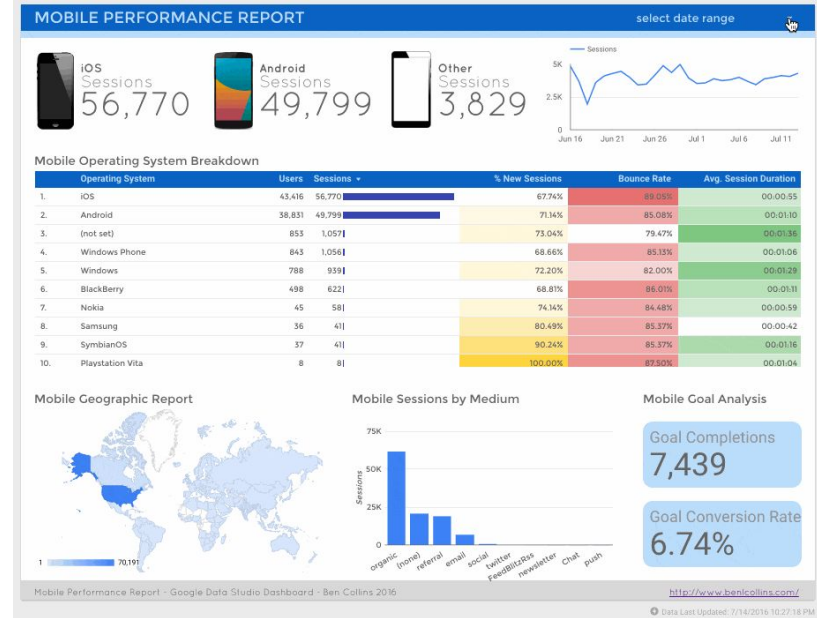 MOBILE PERFORMANCE REPORT select date range
iOS
Sessions
56,770
Android
Sessions
49,799
Other
Sessions
3,829
Sessions
5K
2.5K
0
Jun 16 Jun 21 Jun 26 Jul 1 Jul 6 Jul 11
Mobile Operating System Breakdown
Operating System Users Sessions % New Sessions Bounce Rate Avg. Session Duration
1. iOS 43,416 56,770 67.74% 89.05% 00:00:55
2. Android 38,831 49,799 71.14% 85.08% 00:01:10
3. (not set) 853 1,057 73.04% 79.47% 00:01:36
4. Windows Phone 843 1,056 68.66% 85.13% 00:01:06
5. Windows 788 939 72.20% 82.00% 00:01:29
6. BlackBerry 498 622 68.81% 86.01% 00:01:11
7. Nokia 45 58 74.14% 84.48% 00:00:59
8. Samsung 36 41 80.49% 85.37% 00:00:42
9. SymbianOS 37 41 90.24% 85.37% 00:01:16
10. Playstation Vita 8 8 100.00% 87.50% 00:01:04
Mobile Geographic Report
1 70,191
Mobile Sessions by Medium
75K
50K
25K
0
Sessions
organic (none) referral email social twitter FeedBlitzRss newsletter Chat push
Mobile Goal Analysis
Goal Completions
7,439
Goal Conversion Rate
6.74%
Mobile Performance Report - Google Data Studio Dashboard - Ben Collins 2016 http://www.benlcollins.com/
Data Last Updated: 7/14/2016 10:27:18 PM